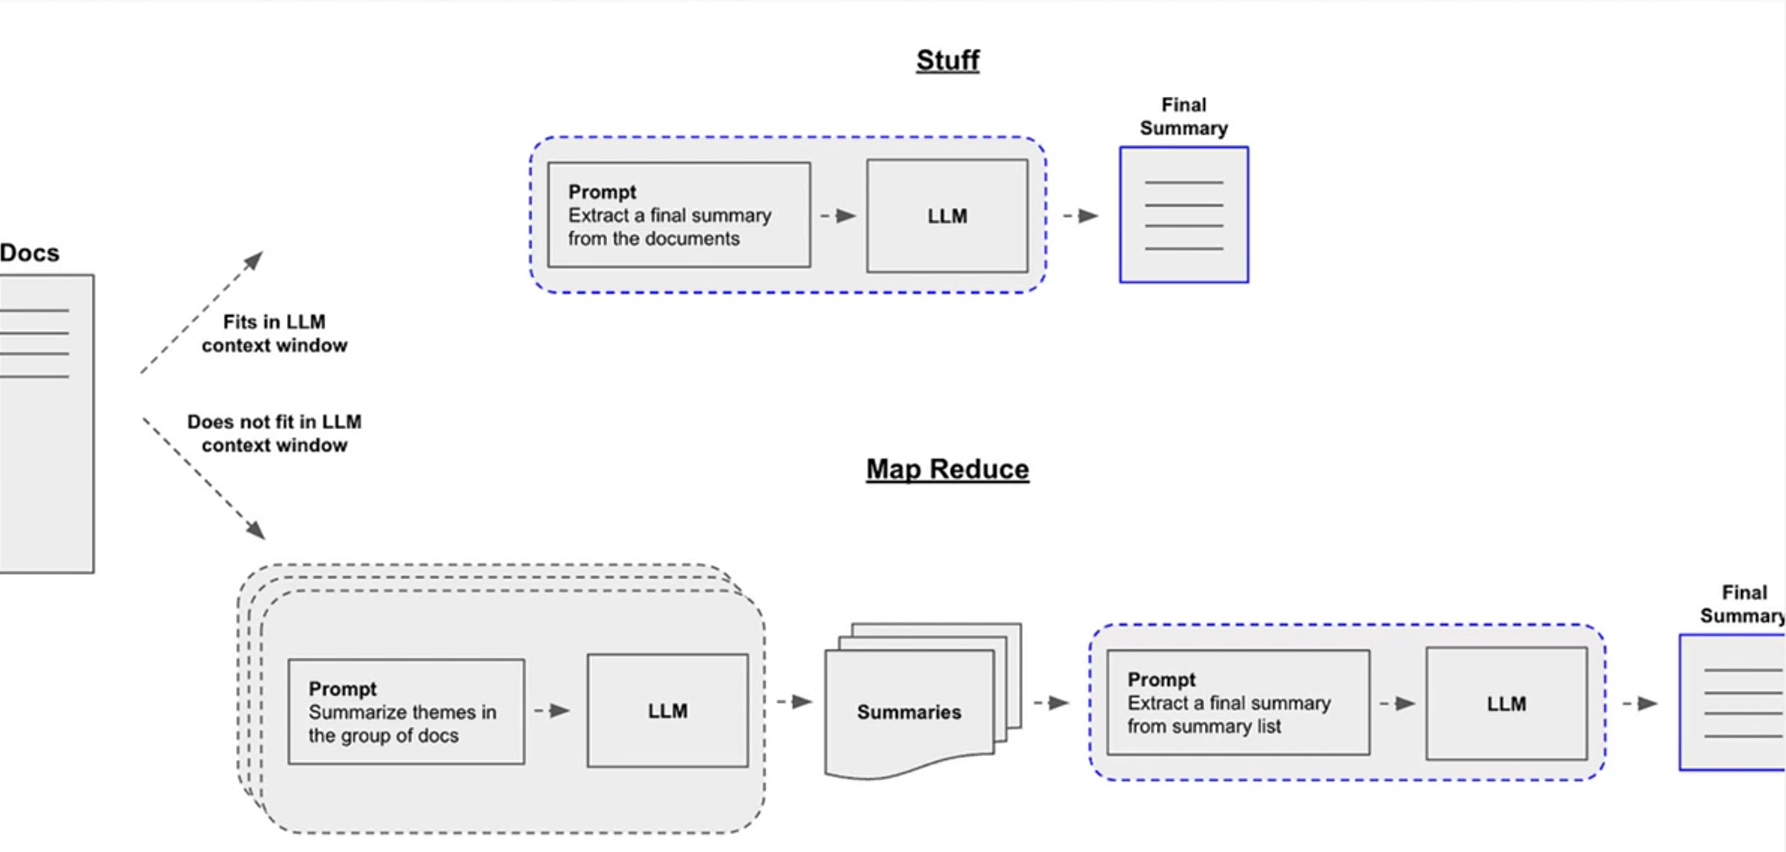 Stuff
Final
Summary
Prompt
Extract a final summary
from the documents
LLM
Docs
Fits in LLM
context window
Does not fit in LLM
context window
Map Reduce
Prompt
Summarize themes in
the group of docs
LLM
Summaries
Prompt
Extract a final summary
from summary list
LLM
Final
Summary